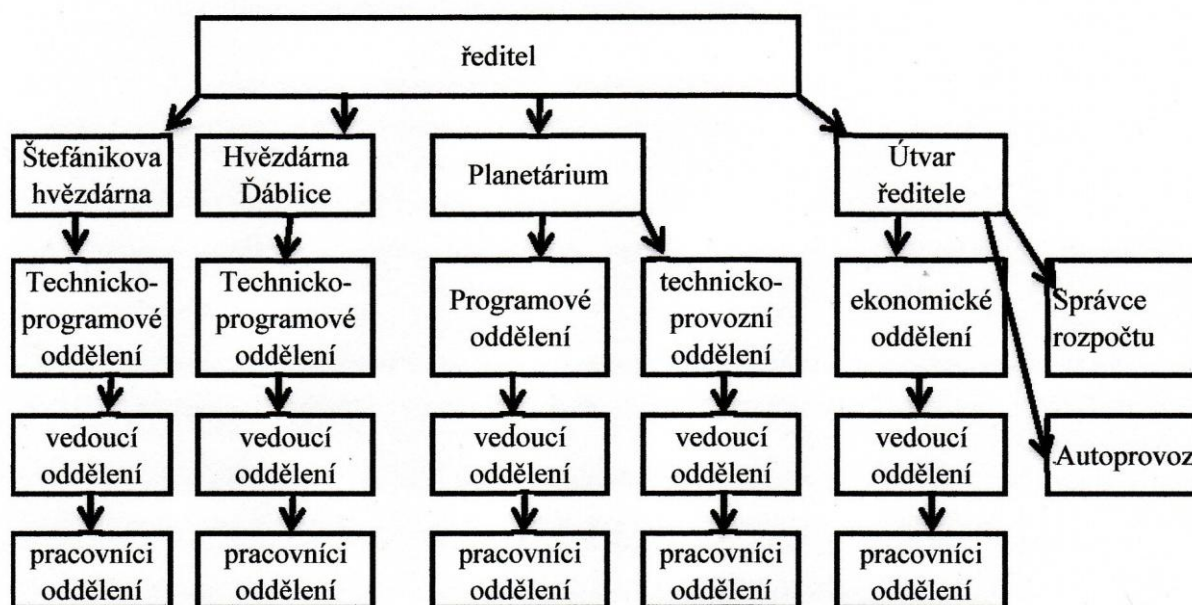 ředitel
Štefánikova
hvězdárna
Hvězdárna
Ďáblice
Planetárium
Útvar
ředitele
Technicko-
programové
oddělení
Technicko-
programové
oddělení
Programové
oddělení
technicko-
provozní
oddělení
ekonomické
oddělení
Správce
rozpočtu
vedoucí
oddělení
vedoucí
oddělení
vedoucí
oddělení
vedoucí
oddělení
vedoucí
oddělení
Autoprovoz
pracovníci
oddělení
pracovníci
oddělení
pracovníci
oddělení
pracovníci
oddělení
pracovníci
oddělení